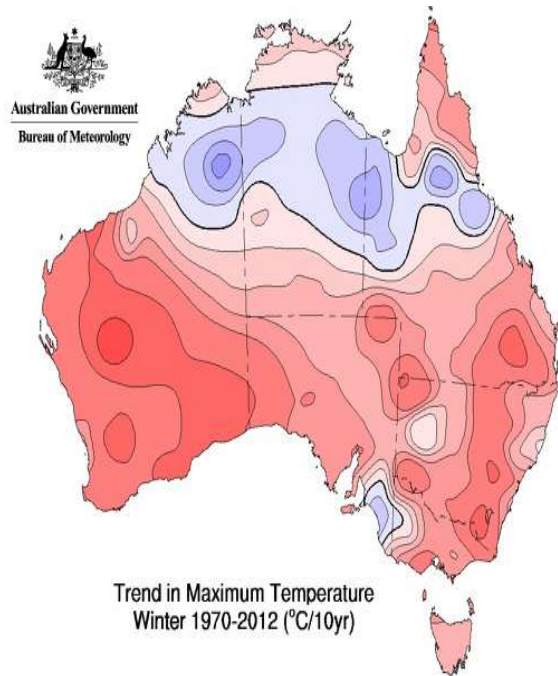 Australian Government
Bureau of Meteorology
Trend in Maximum Temperature
Winter 1970-2012 (°C/10yr)